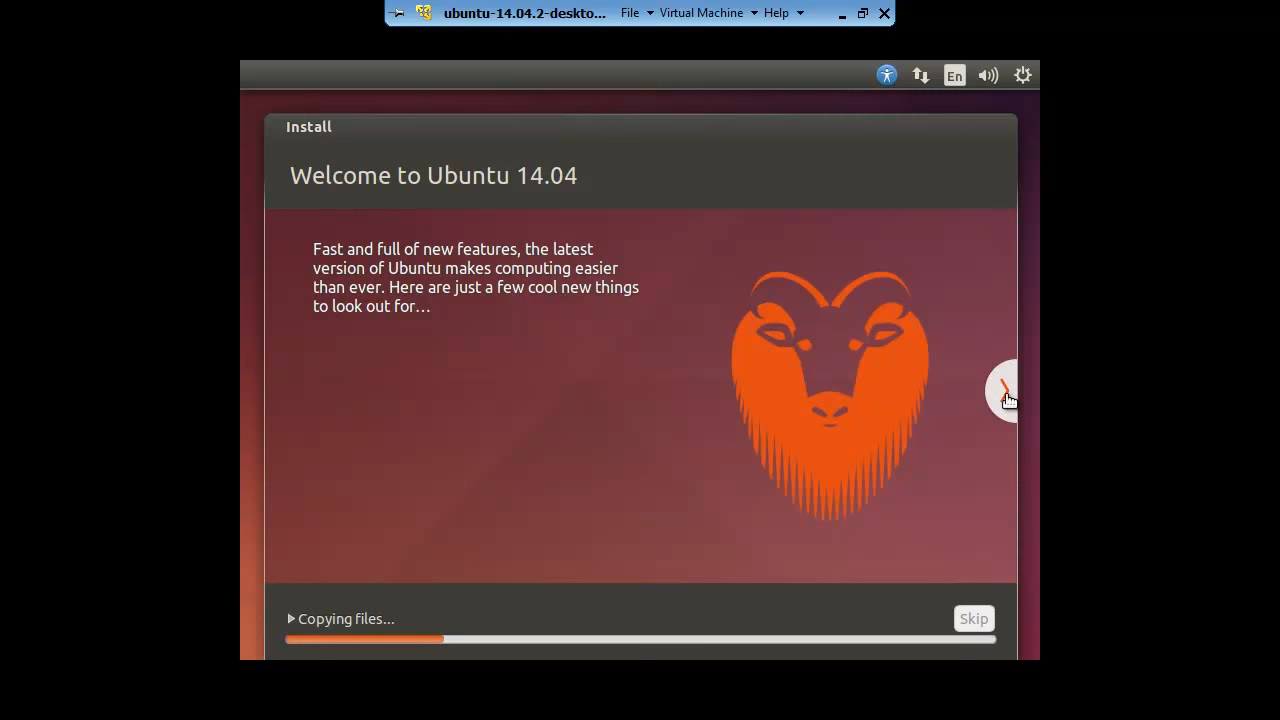 ubuntu-14.04.2-deskto... File Virtual Machine Help
En
Install
Welcome to Ubuntu 14.04
Fast and full of new features, the latest
version of Ubuntu makes computing easier
than ever. Here are just a few cool new things
to look out for…
Copying files...
Skip